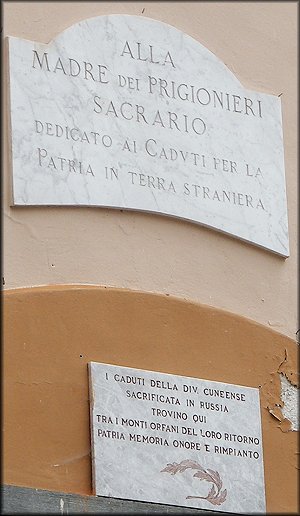 ALLA
MADRE DEI PRIGIONIERI
SACRARIO
DEDICATO AI CADVTI PER LA
PATRIA IN TERRA STRANIERA
I CADUTI DELLA DIV. CUNEENSE
SACRIFICATA IN RUSSIA
TROVINO QUI
TRA I MONTI ORFANI DEL LORO RITORNO
PATRIA MEMORIA ONORE E RIMPIANTO